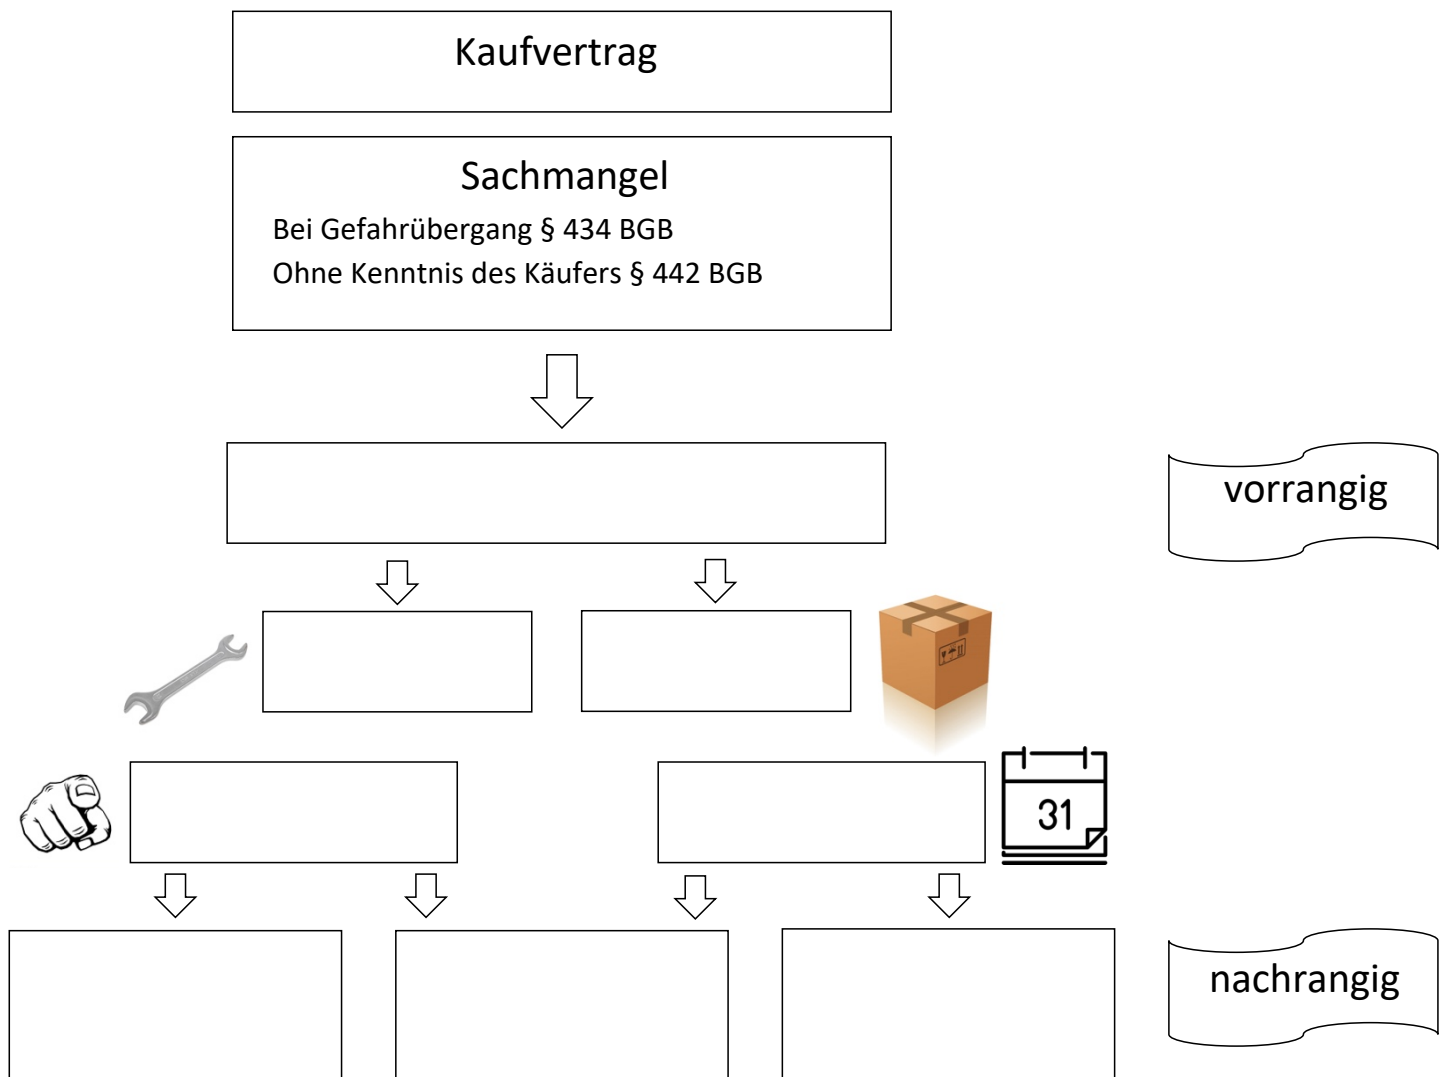 Kaufvertrag
Sachmangel
Bei Gefahrübergang § 434 BGB
Ohne Kenntnis des Käufers § 442 BGB
vorrangig
31
nachrangig